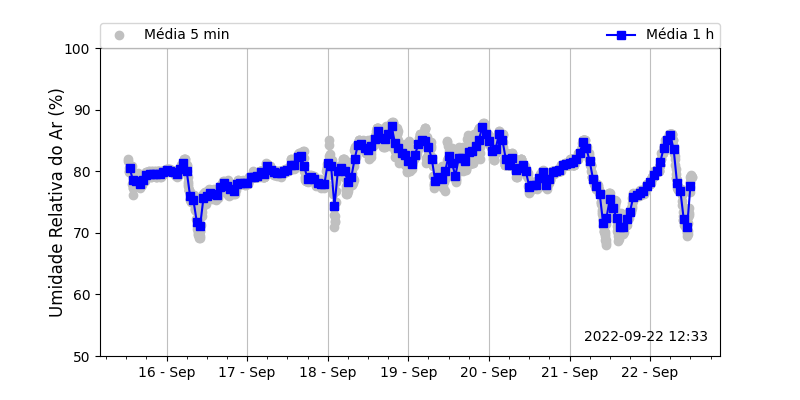 Média 5 min
Média 1 h
Umidade Relativa do Ar (%)
100
90
80
70
60
50
2022-09-22 12:33
16 - Sep
17 - Sep
18 - Sep
19 - Sep
20 - Sep
21 - Sep
22 - Sep